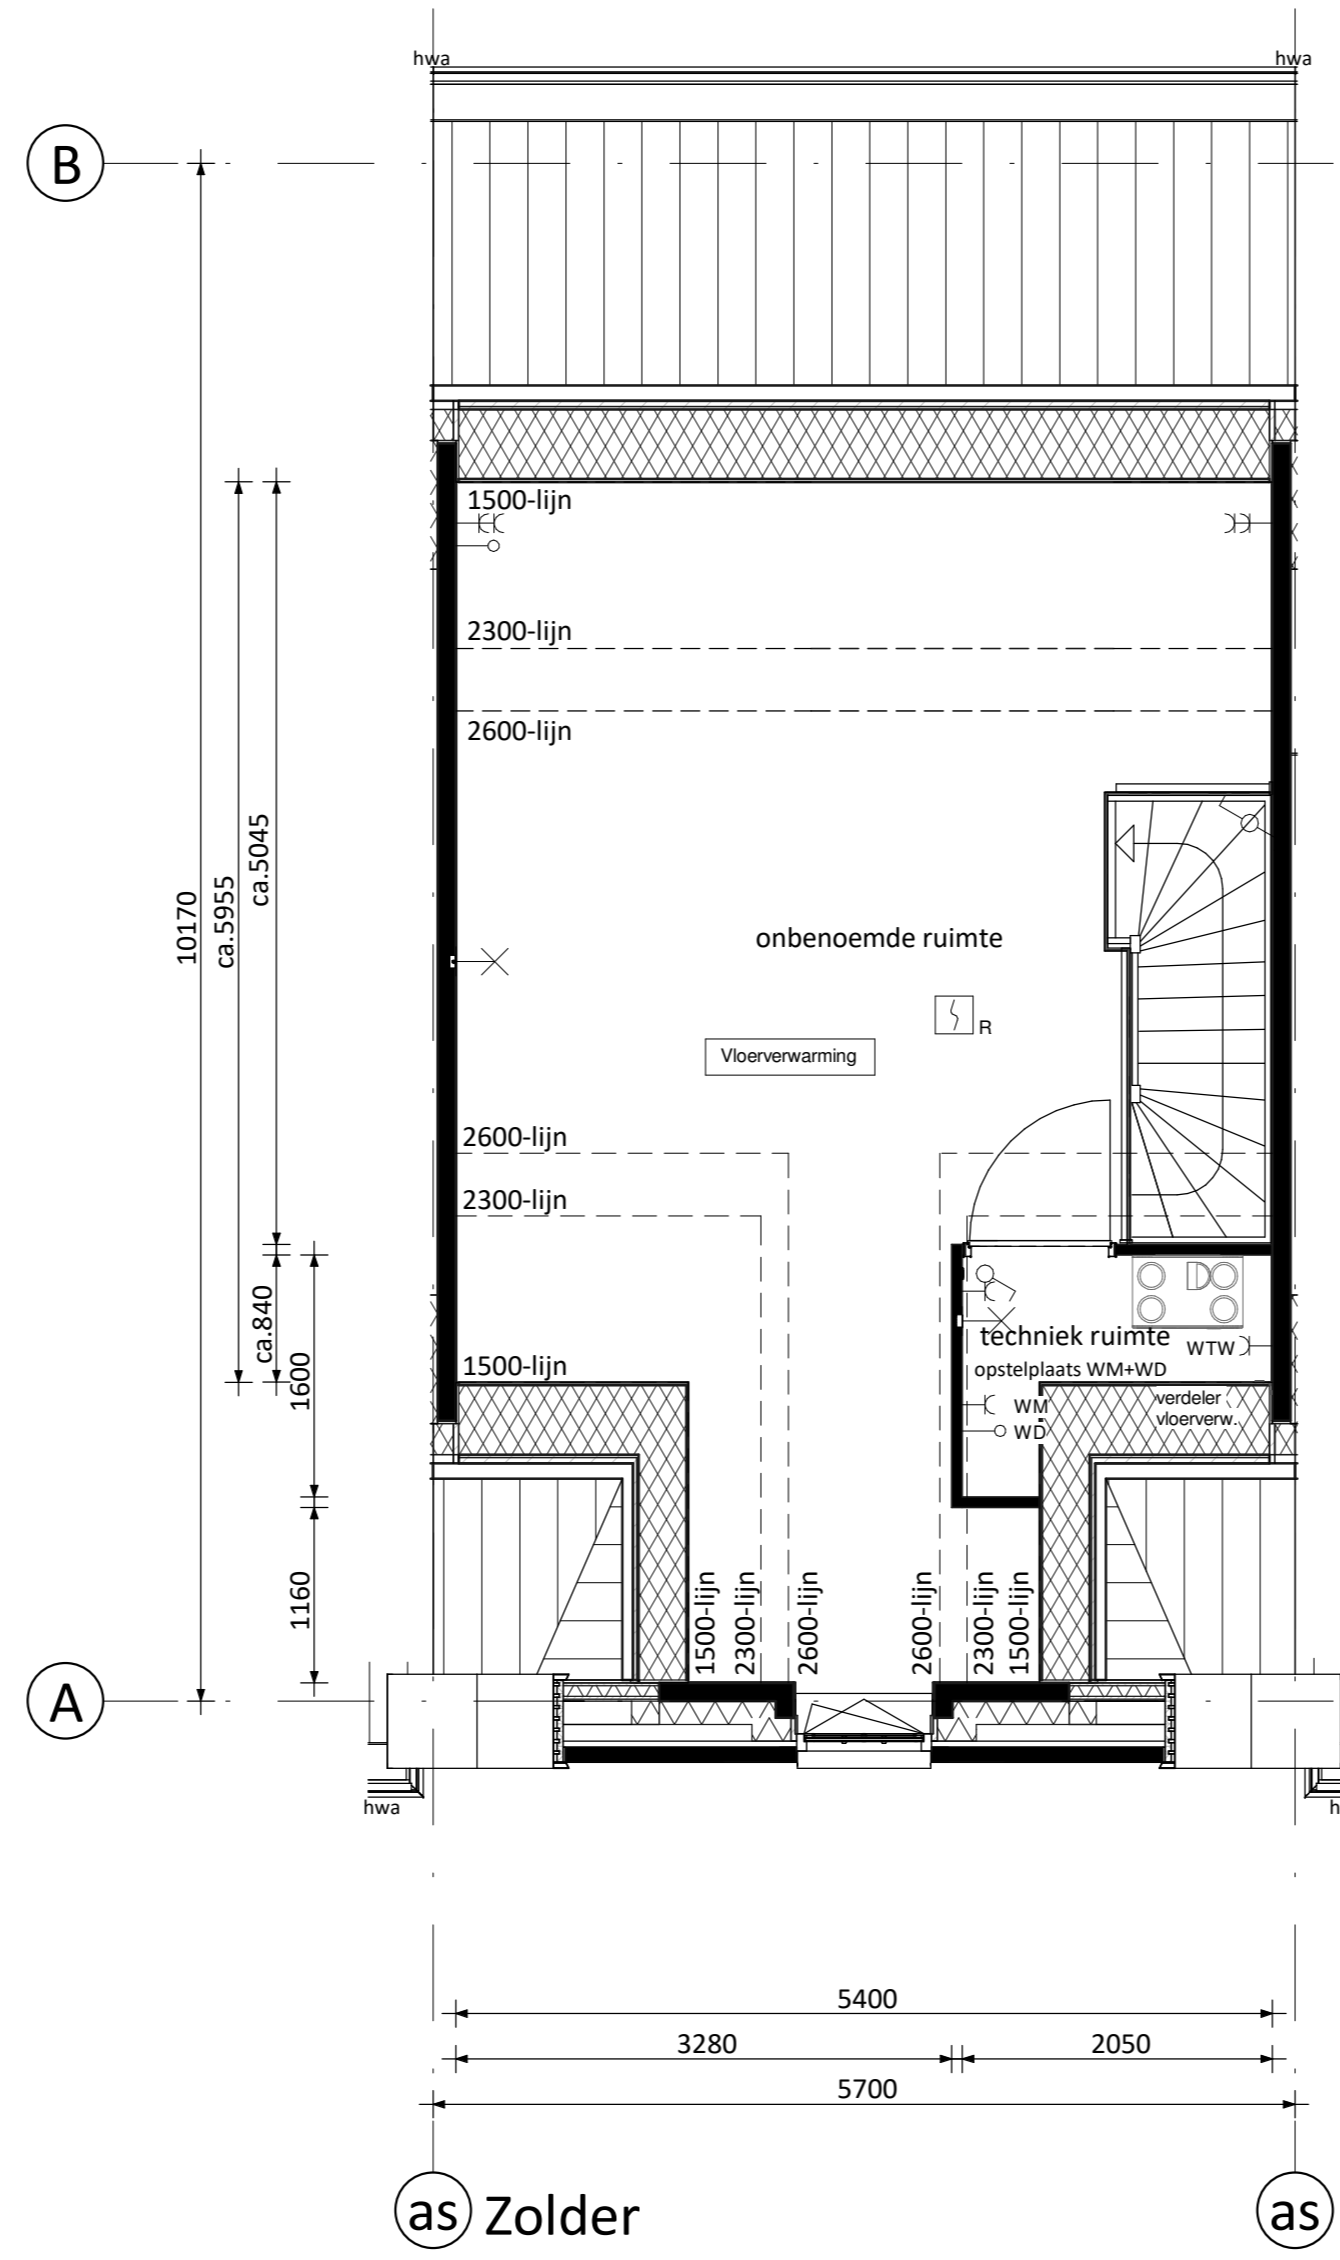 hwa
hwa
B
1500-lijn
2300-lijn
2600-lijn
10170
ca.5955
ca.5045
onbenoemde ruimte
R
Vloerverwarming
2600-lijn
2300-lijn
ca.840
1600
techniek ruimte
WTW
opstelplaats WM+WD
1500-lijn
verdeler
vloerverw.
WM
WD
1160
1500-lijn
2300-lijn
2600-lijn
2600-lijn
2300-lijn
1500-lijn
A
hwa
h
5400
3280
2050
5700
as
Zolder
as